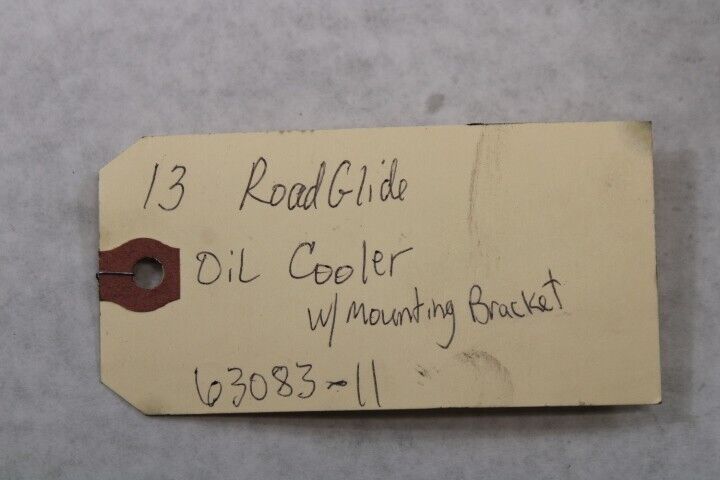 13 RoadGlide
Oil Cooler
w/ Mounting Bracket
63083-11